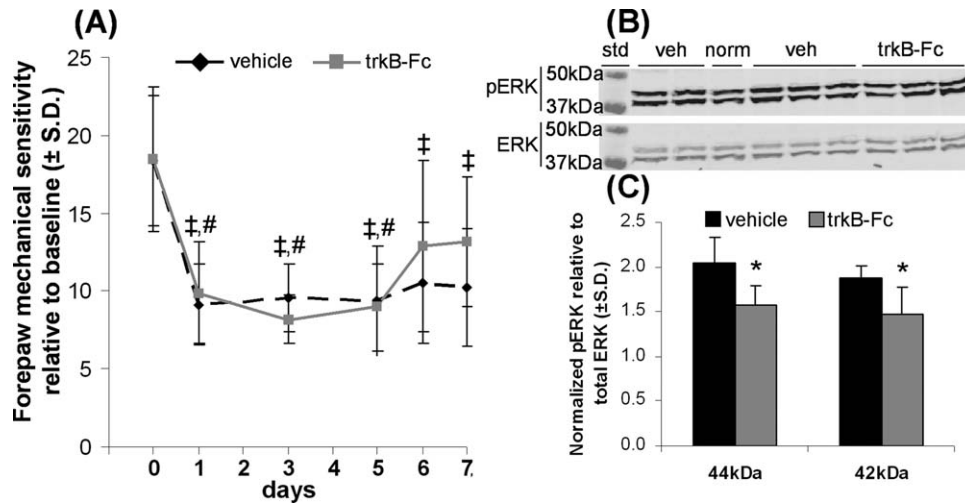 (A)
vehicle trkB-Fc
Forepaw mechanical sensitivity
relative to baseline (± S.D.)
25
20
15
10
5
0
‡,# ‡,# ‡,# ‡ ‡
0 1 2 3 4 5 6 7
days
(B)
std veh norm veh trkB-Fc
50kDa
pERK
37kDa
50kDa
ERK
37kDa
(C)
vehicle trkB-Fc
Normalized pERK relative to
total ERK (±S.D.)
2.5
2.0
1.5
1.0
0.5
0.0
* *
44kDa 42kDa